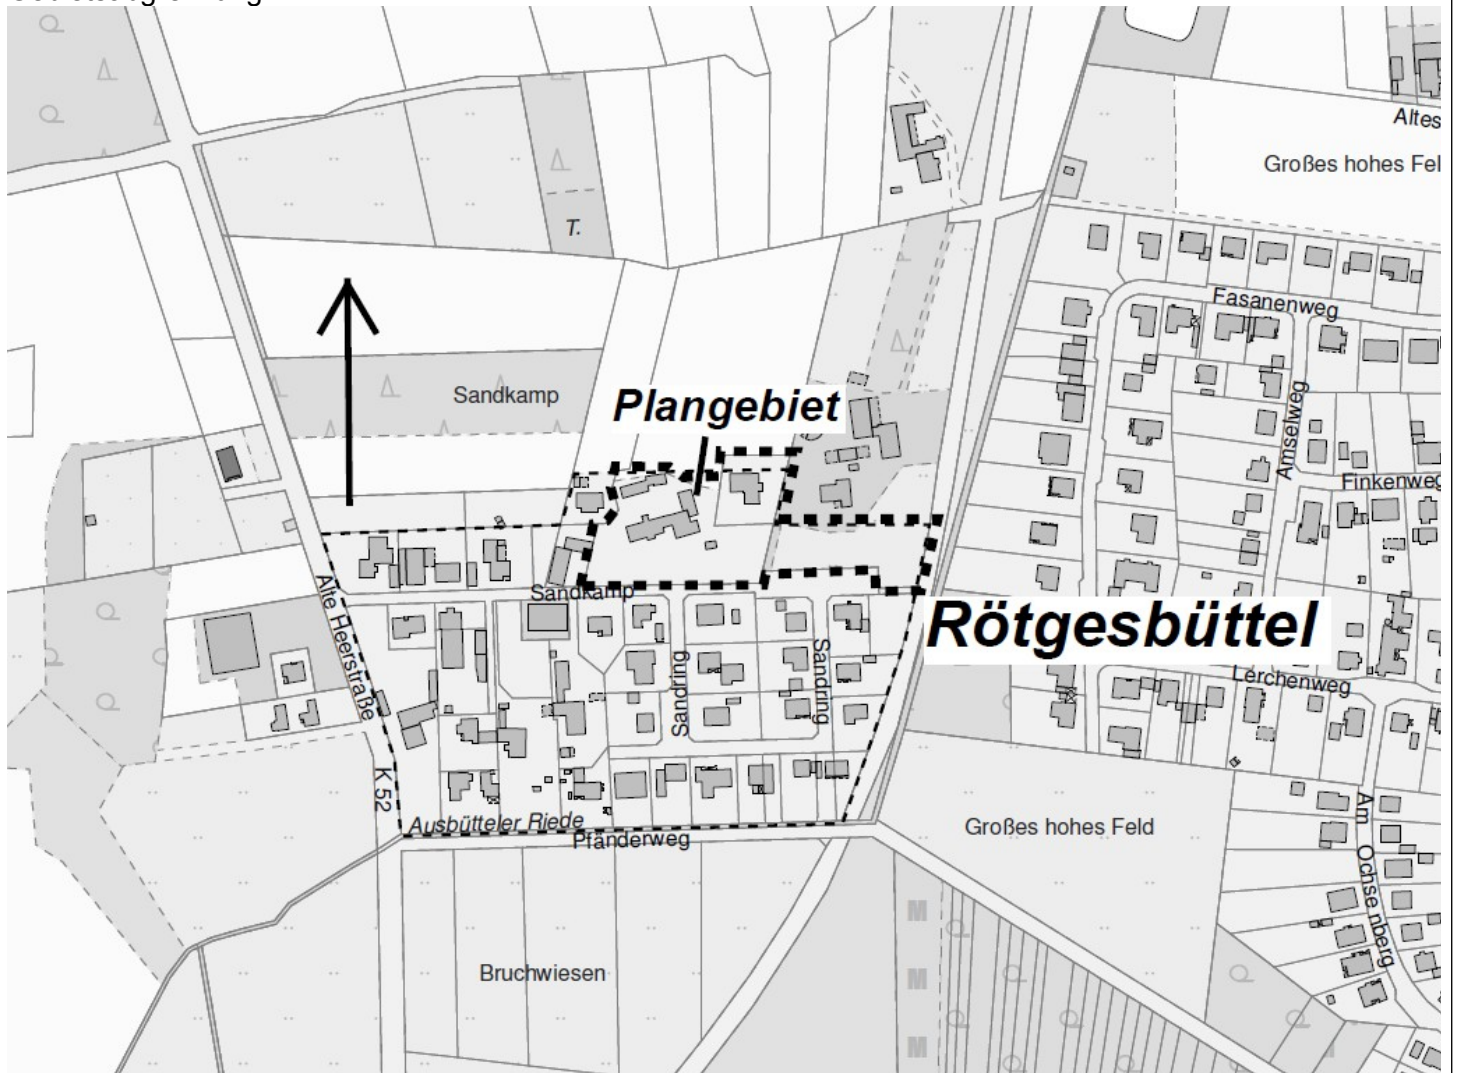 Altes
Großes hohes Fel
T.
Fasanenweg
Sandkamp
Plangebiet
Amselweg
Finkenweg
Sandkamp
Alte Heerstraße
Rötgesbüttel
Sandring
Sandring
Lerchenweg
K 52
Ausbütteler Riede
Pfänderweg
Großes hohes Feld
Am Ochsenberg
Bruchwiesen
M
M
M